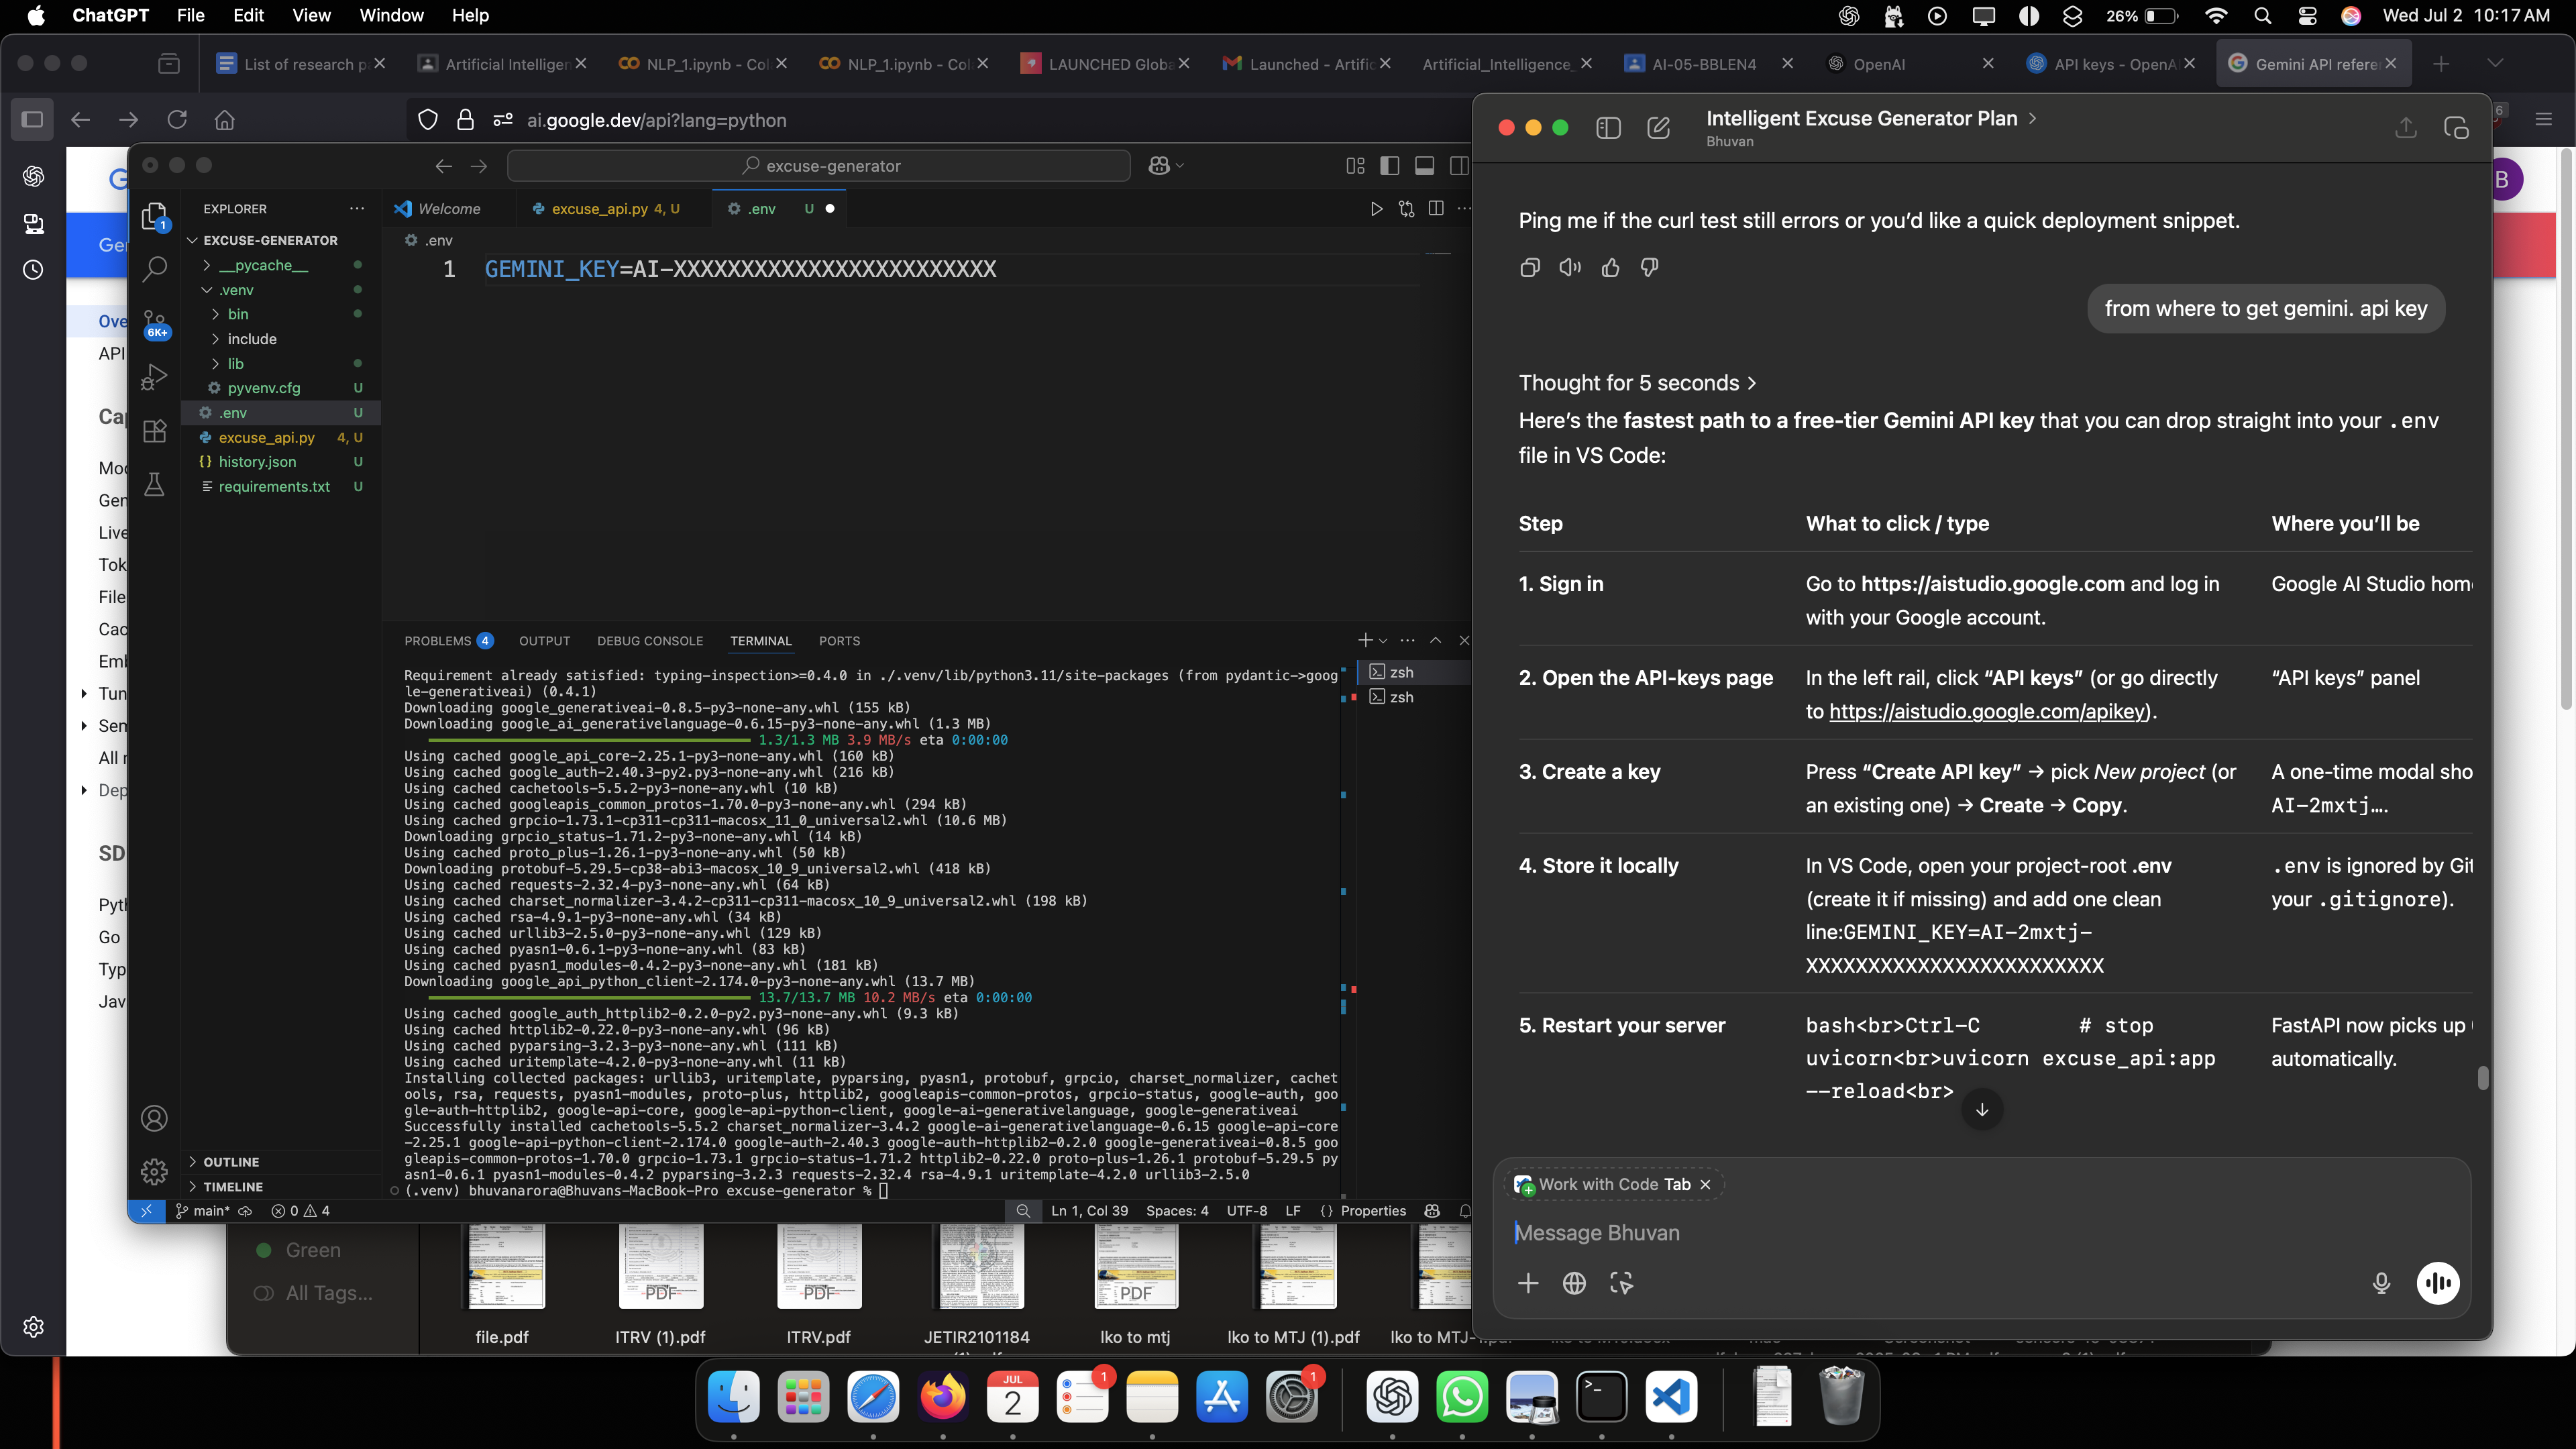 ChatGPT File Edit View Window Help
26% Wed Jul 2 10:17 AM
List of research p
Artificial Intelligen
NLP_1.ipynb - Col
NLP_1.ipynb - Col
LAUNCHED Globa
Launched - Artific
Artificial_Intelligence_
AI-05-BBLEN4
OpenAI
API keys - OpenA
Gemini API refere
ai.google.dev/api?lang=python
6
B
G
Ge
Ove
API
Ca
Mo
Gen
Live
Tok
File
Cac
Emb
Tun
Sem
All r
Dep
SD
Pyth
Go
Typ
Jav
excuse-generator
1
6K+
EXPLORER
EXCUSE-GENERATOR
__pycache__
.venv
bin
include
lib
pyvenv.cfg U
.env U
excuse_api.py 4, U
history.json U
requirements.txt U
OUTLINE
TIMELINE
Welcome
excuse_api.py 4, U
.env U
.env
1 GEMINI_KEY=AI-XXXXXXXXXXXXXXXXXXXXXXXX
PROBLEMS 4 OUTPUT DEBUG CONSOLE TERMINAL PORTS
zsh
zsh
Requirement already satisfied: typing-inspection>=0.4.0 in ./.venv/lib/python3.11/site-packages (from pydantic->goog
le-generativeai) (0.4.1)
Downloading google_generativeai-0.8.5-py3-none-any.whl (155 kB)
Downloading google_ai_generativelanguage-0.6.15-py3-none-any.whl (1.3 MB)
1.3/1.3 MB 3.9 MB/s eta 0:00:00
Using cached google_api_core-2.25.1-py3-none-any.whl (160 kB)
Using cached google_auth-2.40.3-py2.py3-none-any.whl (216 kB)
Using cached cachetools-5.5.2-py3-none-any.whl (10 kB)
Using cached googleapis_common_protos-1.70.0-py3-none-any.whl (294 kB)
Using cached grpcio-1.73.1-cp311-cp311-macosx_11_0_universal2.whl (10.6 MB)
Downloading grpcio_status-1.71.2-py3-none-any.whl (14 kB)
Using cached proto_plus-1.26.1-py3-none-any.whl (50 kB)
Downloading protobuf-5.29.5-cp38-abi3-macosx_10_9_universal2.whl (418 kB)
Using cached requests-2.32.4-py3-none-any.whl (64 kB)
Using cached charset_normalizer-3.4.2-cp311-cp311-macosx_10_9_universal2.whl (198 kB)
Using cached rsa-4.9.1-py3-none-any.whl (34 kB)
Using cached urllib3-2.5.0-py3-none-any.whl (129 kB)
Using cached pyasn1-0.6.1-py3-none-any.whl (83 kB)
Using cached pyasn1_modules-0.4.2-py3-none-any.whl (181 kB)
Downloading google_api_python_client-2.174.0-py3-none-any.whl (13.7 MB)
13.7/13.7 MB 10.2 MB/s eta 0:00:00
Using cached google_auth_httplib2-0.2.0-py2.py3-none-any.whl (9.3 kB)
Using cached httplib2-0.22.0-py3-none-any.whl (96 kB)
Using cached pyparsing-3.2.3-py3-none-any.whl (111 kB)
Using cached uritemplate-4.2.0-py3-none-any.whl (11 kB)
Installing collected packages: urllib3, uritemplate, pyparsing, pyasn1, protobuf, grpcio, charset_normalizer, cachet
ools, rsa, requests, pyasn1-modules, proto-plus, httplib2, googleapis-common-protos, grpcio-status, google-auth, goo
gle-auth-httplib2, google-api-core, google-api-python-client, google-ai-generativelanguage, google-generativeai
Successfully installed cachetools-5.5.2 charset_normalizer-3.4.2 google-ai-generativelanguage-0.6.15 google-api-core
-2.25.1 google-api-python-client-2.174.0 google-auth-2.40.3 google-auth-httplib2-0.2.0 google-generativeai-0.8.5 goo
gleapis-common-protos-1.70.0 grpcio-1.73.1 grpcio-status-1.71.2 httplib2-0.22.0 proto-plus-1.26.1 protobuf-5.29.5 py
asn1-0.6.1 pyasn1-modules-0.4.2 pyparsing-3.2.3 requests-2.32.4 rsa-4.9.1 uritemplate-4.2.0 urllib3-2.5.0
(.venv) bhuvanarora@Bhuvans-MacBook-Pro excuse-generator %
main* 0 4 Ln 1, Col 39 Spaces: 4 UTF-8 LF {} Properties
Intelligent Excuse Generator Plan >
Bhuvan
Ping me if the curl test still errors or you’d like a quick deployment snippet.
from where to get gemini. api key
Thought for 5 seconds >
Here’s the fastest path to a free-tier Gemini API key that you can drop straight into your .env
file in VS Code:
Step What to click / type Where you’ll be
1. Sign in Go to https://aistudio.google.com and log in Google AI Studio hom
with your Google account.
2. Open the API-keys page In the left rail, click “API keys” (or go directly “API keys” panel
to https://aistudio.google.com/apikey).
3. Create a key Press “Create API key” → pick New project (or A one-time modal sho
an existing one) → Create → Copy. AI-2mxtj….
4. Store it locally In VS Code, open your project-root .env .env is ignored by Git
(create it if missing) and add one clean your .gitignore).
line:GEMINI_KEY=AI-2mxtj-
XXXXXXXXXXXXXXXXXXXXXXXX
5. Restart your server bash<br>Ctrl-C # stop FastAPI now picks up
uvicorn<br>uvicorn excuse_api:app automatically.
--reload<br>
Work with Code Tab
Message Bhuvan
Green
All Tags...
PDF
PDF
PDF
file.pdf
ITRV (1).pdf
ITRV.pdf
JETIR2101184
lko to mtj
lko to MTJ (1).pdf
JUL
2
1
1